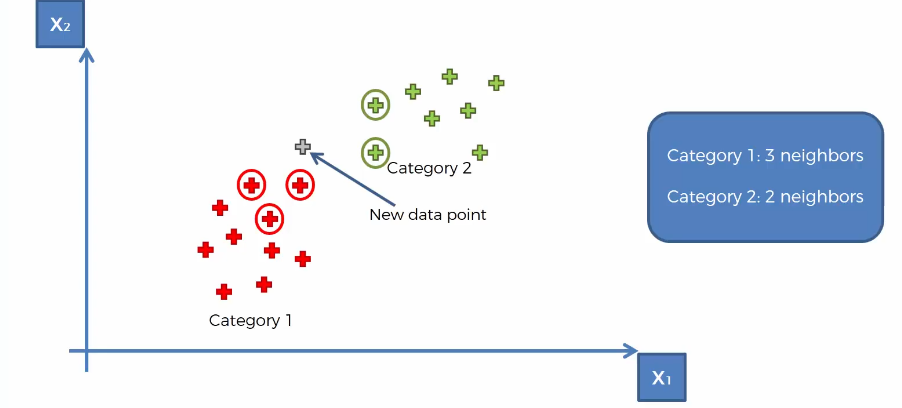 X2
Category 2
Category 1: 3 neighbors
Category 2: 2 neighbors
New data point
Category 1
X1